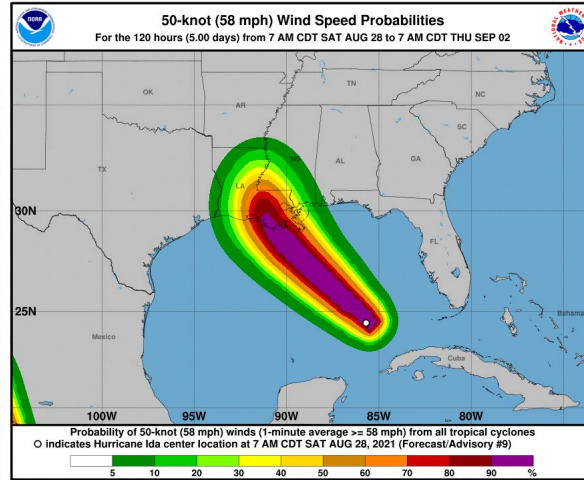 NOAA
50-knot (58 mph) Wind Speed Probabilities
For the 120 hours (5.00 days) from 7 AM CDT SAT AUG 28 to 7 AM CDT THU SEP 02
NATIONAL WEATHER
OK
TN
NC
AR
SC
MS
AL
GA
TX
LA
30N
FL
25N
Mexico
Bahamas
Cuba
100W
95W
90W
85W
80W
Probability of 50-knot (58 mph) winds (1-minute average >= 58 mph) from all tropical cyclones
indicates Hurricane Ida center location at 7 AM CDT SAT AUG 28, 2021 (Forecast/Advisory #9)
5 10 20 30 40 50 60 70 80 90 %